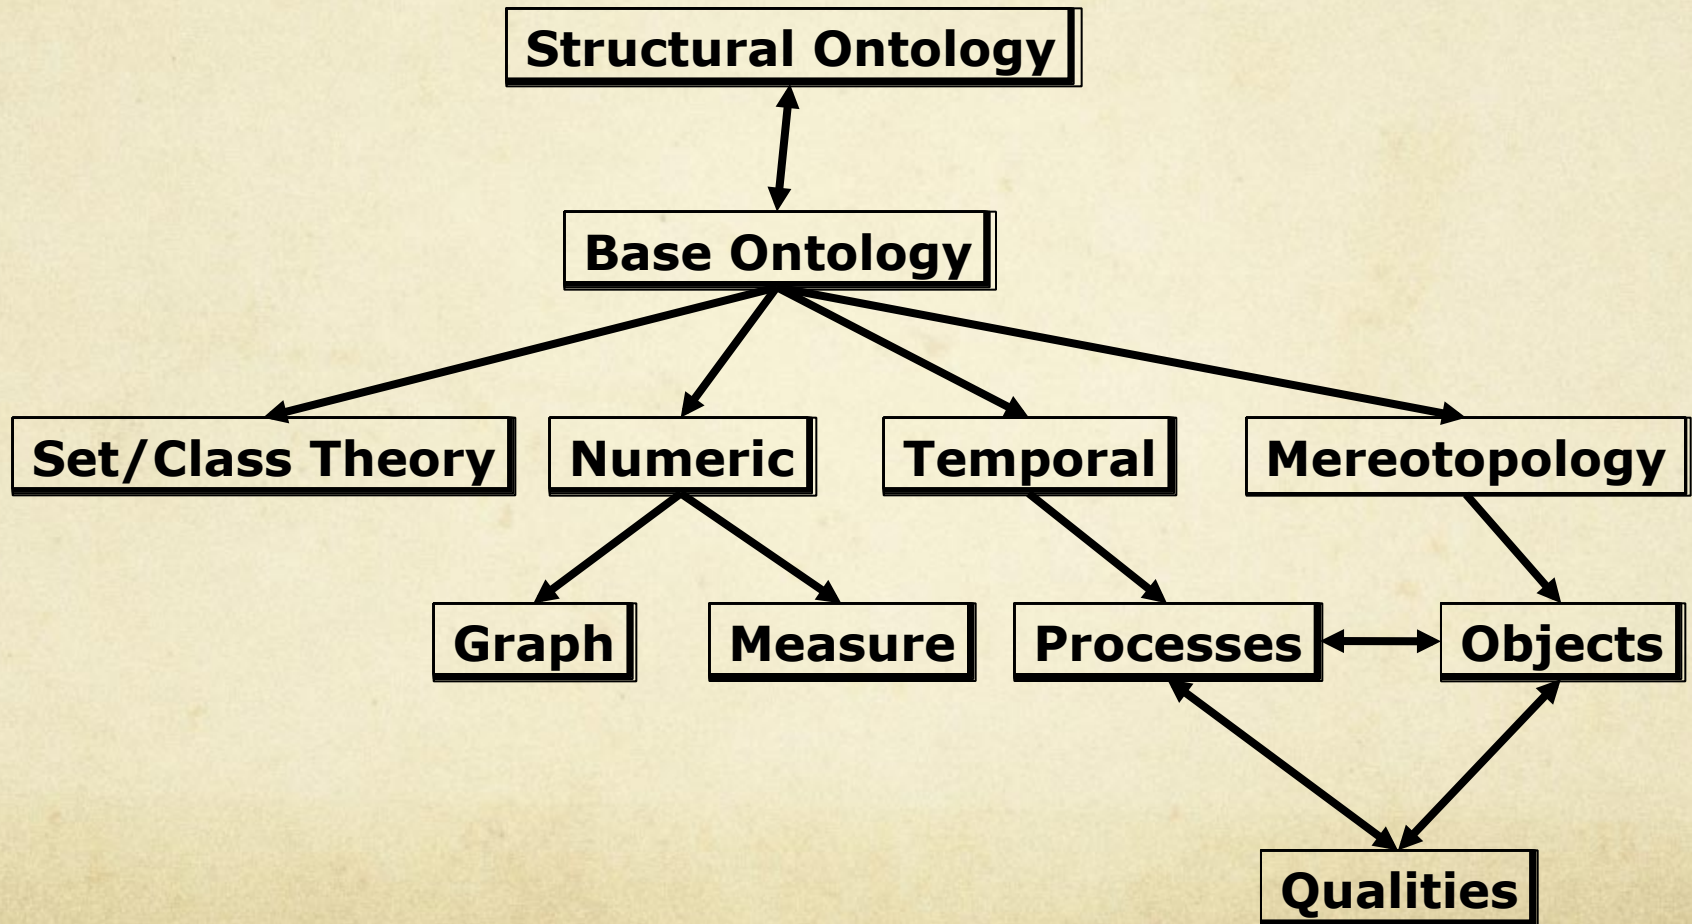 Structural Ontology
Base Ontology
Set/Class Theory
Numeric
Temporal
Mereotopology
Graph
Measure
Processes
Objects
Qualities